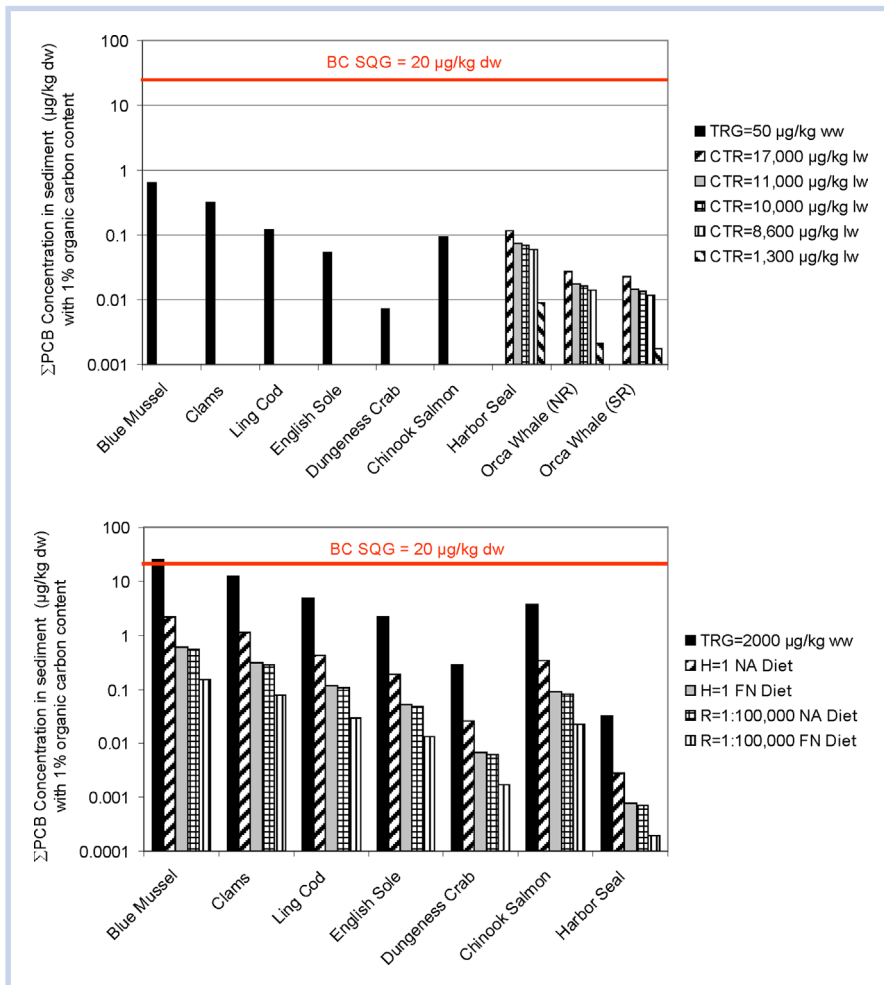 100
BC SQG = 20 µg/kg dw
10
1
0.1
0.01
0.001
∑PCB Concentration in sediment (µg/kg dw)
with 1% organic carbon content
Blue Mussel
Clams
Ling Cod
English Sole
Dungeness Crab
Chinook Salmon
Harbor Seal
Orca Whale (NR)
Orca Whale (SR)
TRG=50 µg/kg ww
CTR=17,000 µg/kg lw
CTR=11,000 µg/kg lw
CTR=10,000 µg/kg lw
CTR=8,600 µg/kg lw
CTR=1,300 µg/kg lw
100
BC SQG = 20 µg/kg dw
10
1
0.1
0.01
0.001
0.0001
∑PCB Concentration in sediment (µg/kg dw)
with 1% organic carbon content
Blue Mussel
Clams
Ling Cod
English Sole
Dungeness Crab
Chinook Salmon
Harbor Seal
TRG=2000 µg/kg ww
H=1 NA Diet
H=1 FN Diet
R=1:100,000 NA Diet
R=1:100,000 FN Diet